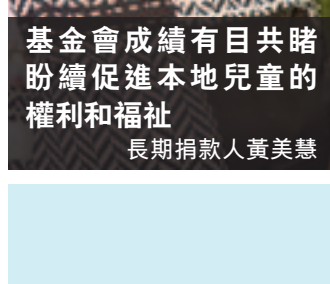 基金會成績有目共睹
盼續促進本地兒童的
權利和福祉
長期捐款人黃美慧